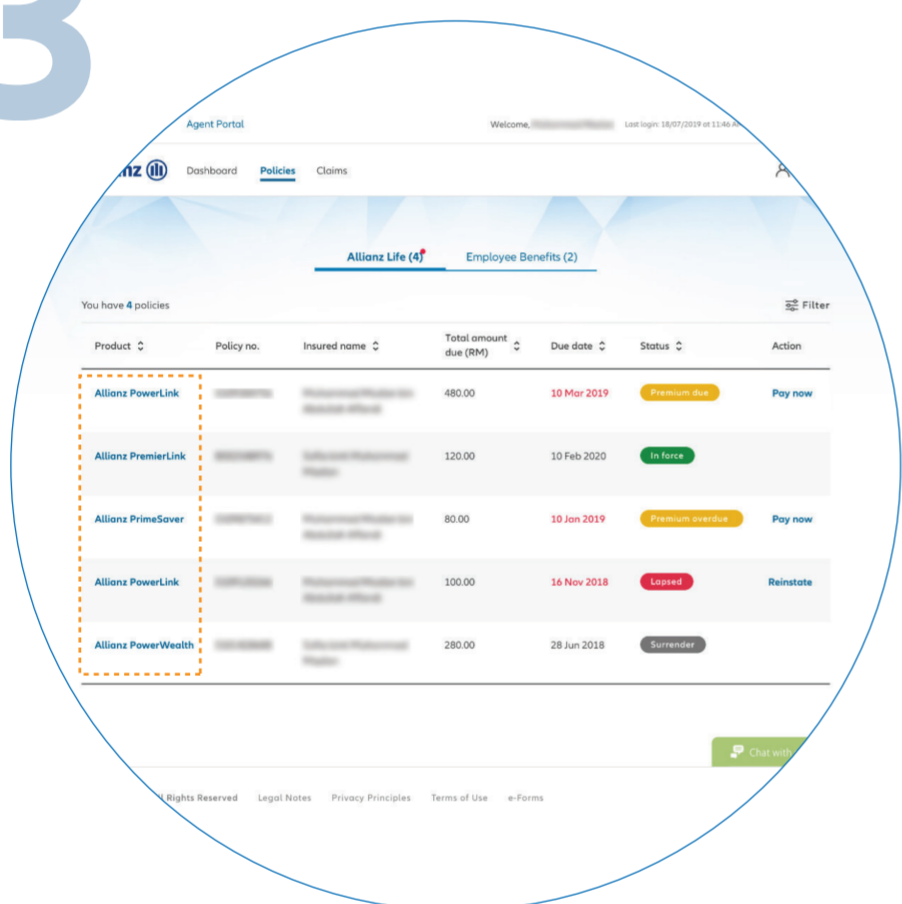 3
Agent Portal Welcome, Last login: 18/07/2019 at 11:46
nz Dashboard Policies Claims
Allianz Life (4) Employee Benefits (2)
You have 4 policies Filter
Product Policy no. Insured name Total amount due (RM) Due date Status Action
Allianz PowerLink 480.00 10 Mar 2019 Premium due Pay now
Allianz PremierLink 120.00 10 Feb 2020 In force
Allianz PrimeSaver 80.00 10 Jan 2019 Premium overdue Pay now
Allianz PowerLink 100.00 16 Nov 2018 Lapsed Reinstate
Allianz PowerWealth 280.00 28 Jun 2018 Surrender
Chat with
Rights Reserved Legal Notes Privacy Principles Terms of Use e-Forms